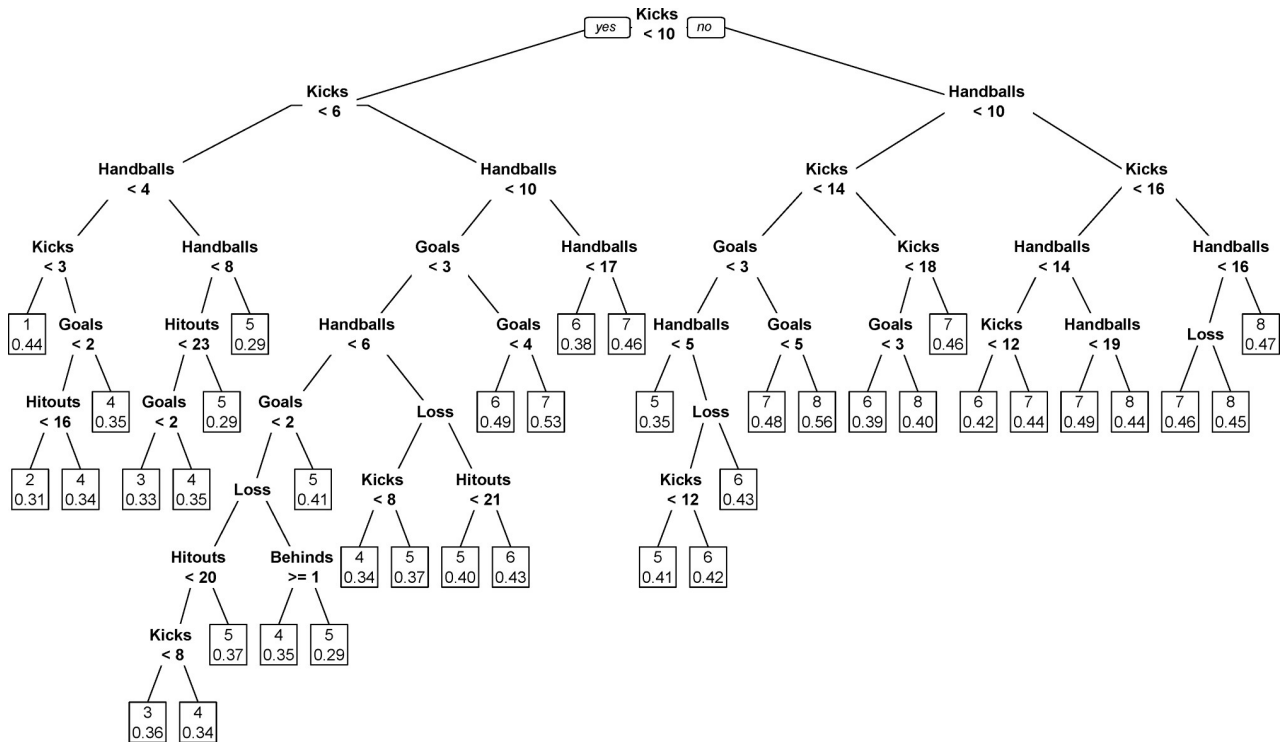 Kicks
yes no
< 10
Kicks Handballs
< 6 < 10
Handballs Handballs Kicks Kicks
< 4 < 10 < 14 < 16
Kicks Handballs Goals Handballs Goals Kicks Handballs Handballs
< 3 < 8 < 3 < 17 < 3 < 18 < 14 < 16
1 Goals Hitouts 5 Handballs Goals 6 7 Handballs Goals Goals 7 Kicks Handballs Loss 8
0.44 < 2 < 23 0.29 < 6 < 4 0.38 0.46 < 5 < 5 < 3 0.46 < 12 < 19 0.47
Hitouts 4 Goals 5 Goals Loss 6 7 5 Loss 7 8 6 8 6 7 7 8 7 8
< 16 0.35 < 2 0.29 < 2 0.49 0.53 0.35 0.48 0.56 0.39 0.40 0.42 0.44 0.49 0.44 0.46 0.45
2 4 3 4 Loss 5 Kicks Hitouts Kicks 6
0.31 0.34 0.33 0.35 0.41 < 8 < 21 < 12 0.43
Hitouts Behinds 4 5 5 6 5 6
< 20 >= 1 0.34 0.37 0.40 0.43 0.41 0.42
Kicks 5 4 5
< 8 0.37 0.35 0.29
3 4
0.36 0.34